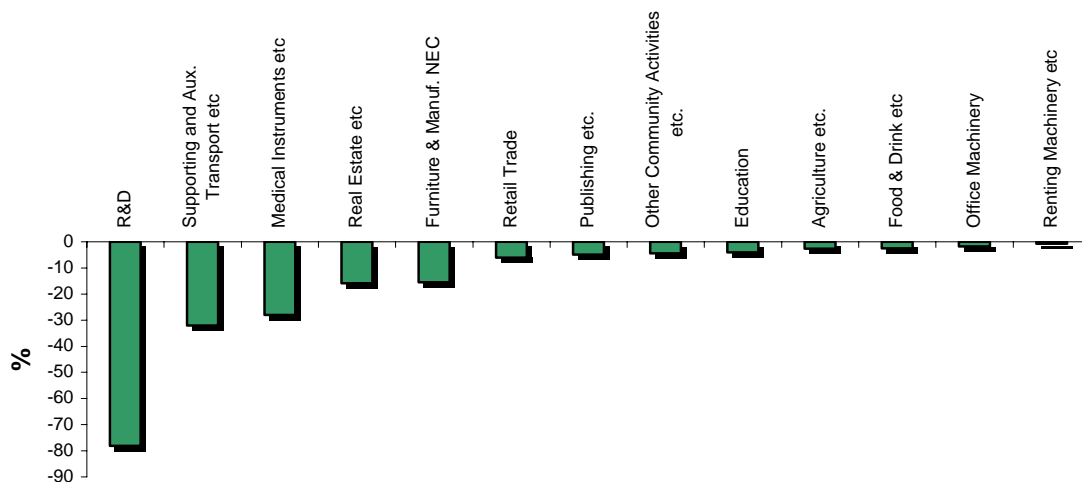 R&D
Supporting and Aux.
Transport etc
Medical Instruments etc
Real Estate etc
Furniture & Manuf. NEC
Retail Trade
Publishing etc.
Other Community Activities
etc.
Education
Agriculture etc.
Food & Drink etc
Office Machinery
Renting Machinery etc
%
0
-10
-20
-30
-40
-50
-60
-70
-80
-90